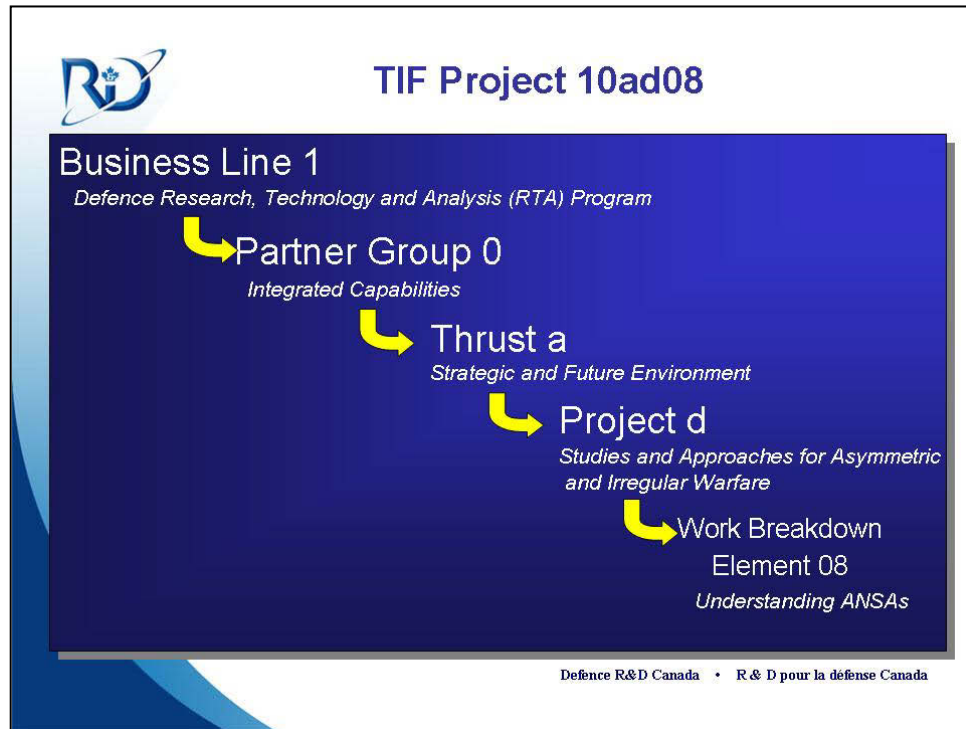 R&D
TIF Project 10ad08
Business Line 1
Defence Research, Technology and Analysis (RTA) Program
Partner Group 0
Integrated Capabilities
Thrust a
Strategic and Future Environment
Project d
Studies and Approaches for Asymmetric
and Irregular Warfare
Work Breakdown
Element 08
Understanding ANSAs
Defence R&D Canada • R & D pour la défense Canada